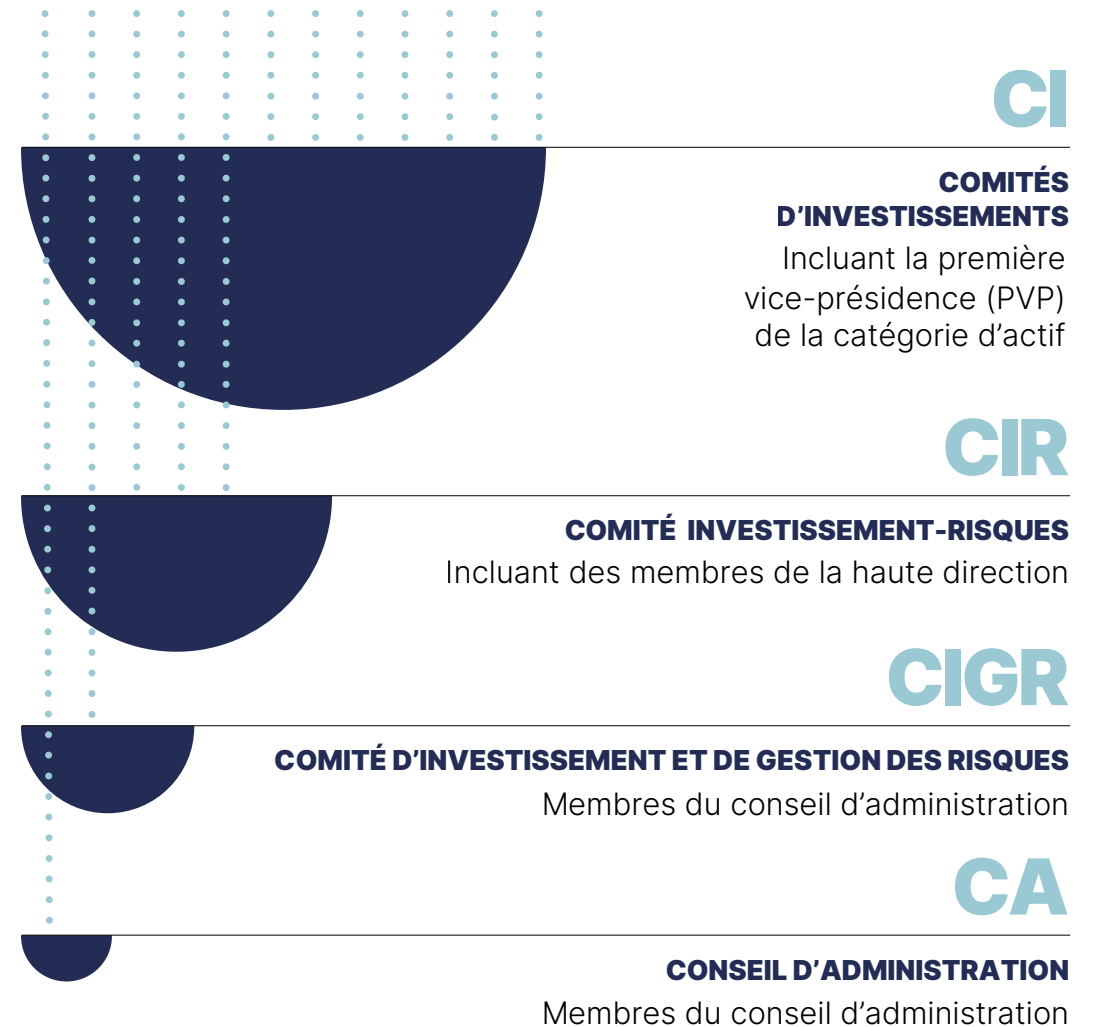 CI
COMITÉS
D’INVESTISSEMENTS
Incluant la première
vice-présidence (PVP)
de la catégorie d’actif
CIR
COMITÉ INVESTISSEMENT-RISQUES
Incluant des membres de la haute direction
CIGR
COMITÉ D’INVESTISSEMENT ET DE GESTION DES RISQUES
Membres du conseil d’administration
CA
CONSEIL D’ADMINISTRATION
Membres du conseil d’administration